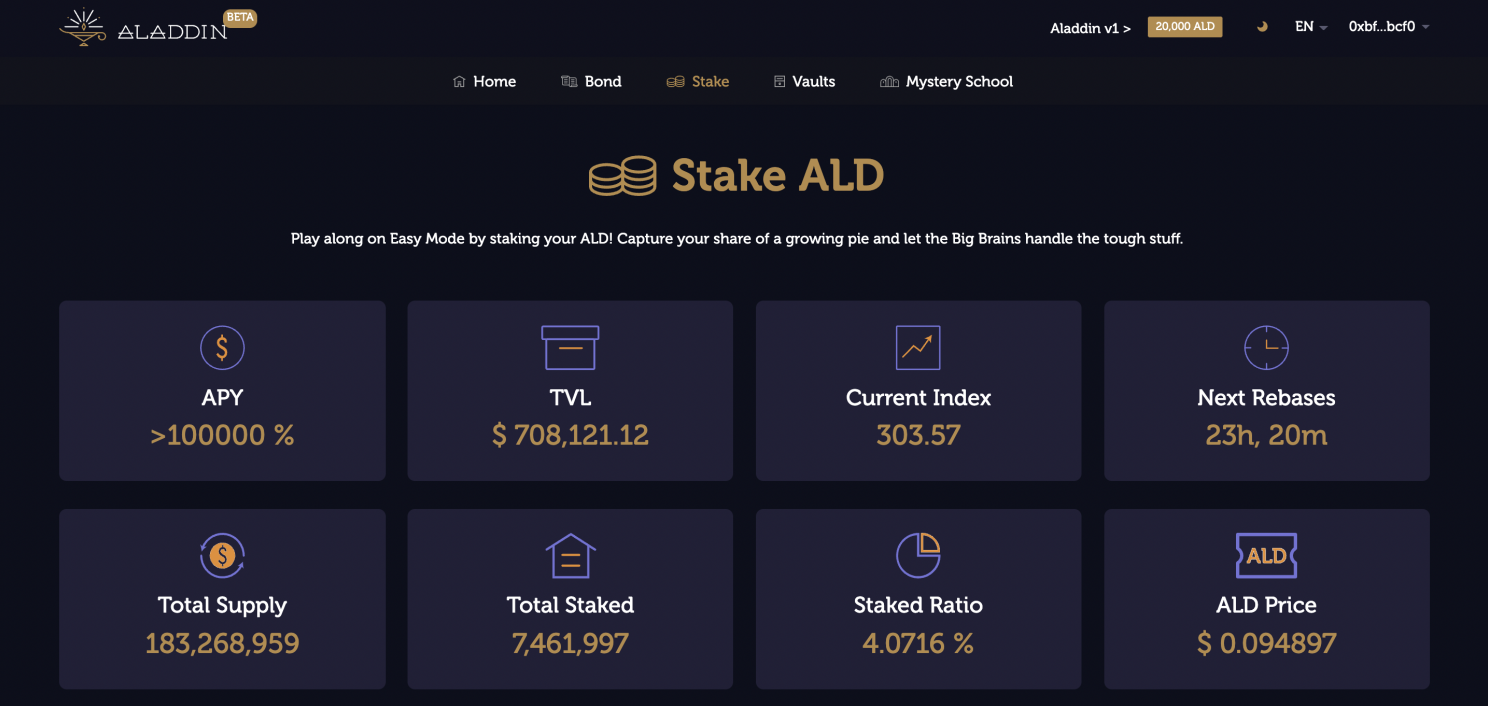 ALADDIN BETA
Aladdin v1 > 20,000 ALD EN 0xbf...bcf0
Home Bond Stake Vaults Mystery School
Stake ALD
Play along on Easy Mode by staking your ALD! Capture your share of a growing pie and let the Big Brains handle the tough stuff.
$
APY
>100000 %
TVL
$ 708,121.12
Current Index
303.57
Next Rebases
23h, 20m
$
Total Supply
183,268,959
Total Staked
7,461,997
Staked Ratio
4.0716 %
ALD
ALD Price
$ 0.094897